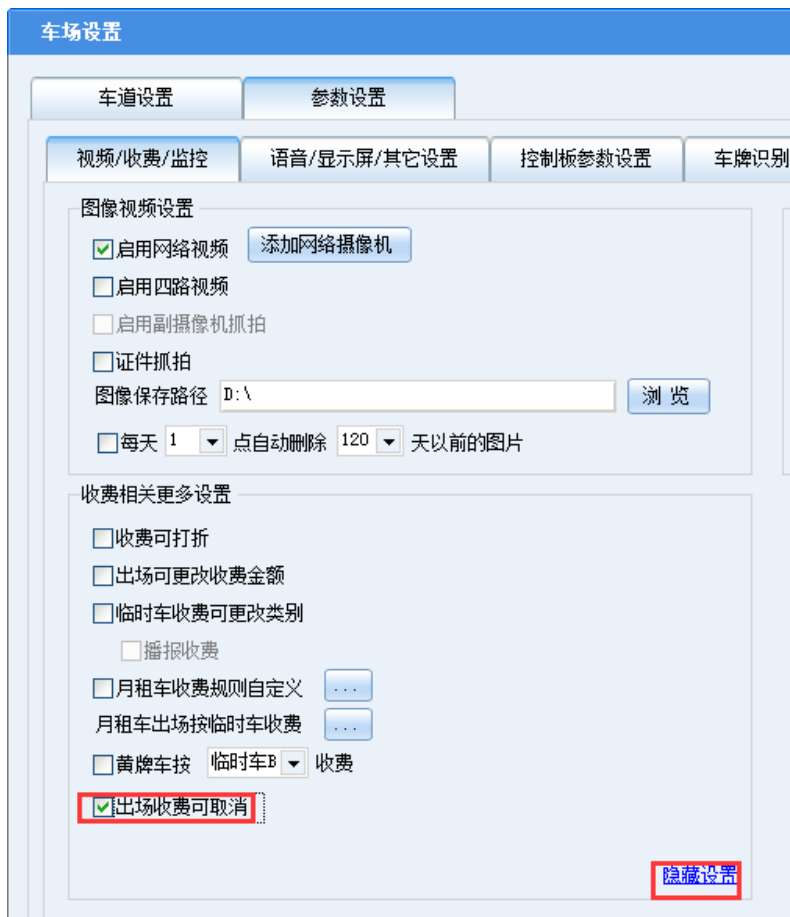 车场设置
车道设置 参数设置
视频/收费/监控 语音/显示屏/其它设置 控制板参数设置 车牌识别
图像视频设置
启用网络视频 添加网络摄像机
启用四路视频
启用副摄像机抓拍
证件抓拍
图像保存路径 D:\ 浏 览
每天 1 点自动删除 120 天以前的图片
收费相关更多设置
收费可打折
出场可更改收费金额
临时车收费可更改类别
播报收费
月租车收费规则自定义 ...
月租车出场按临时车收费 ...
黄牌车按 临时车B 收费
出场收费可取消
隐藏设置